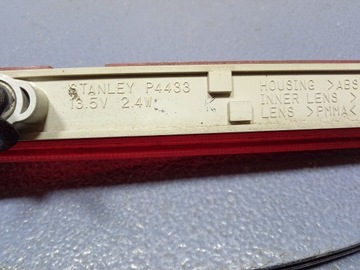 STANLEY P4433
13.5V 2.4W
HOUSING >ABS
INNER LENS
LENS >PMMA<